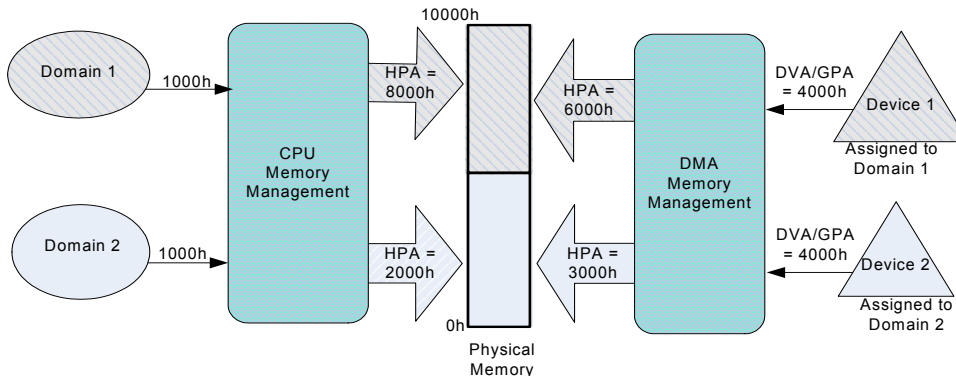 10000h
Domain 1
1000h
HPA =
8000h
HPA =
6000h
DVA/GPA
= 4000h
Device 1
Assigned to
Domain 1
CPU
Memory
Management
DMA
Memory
Management
Domain 2
1000h
HPA =
2000h
HPA =
3000h
DVA/GPA
= 4000h
Device 2
Assigned to
Domain 2
0h
Physical
Memory